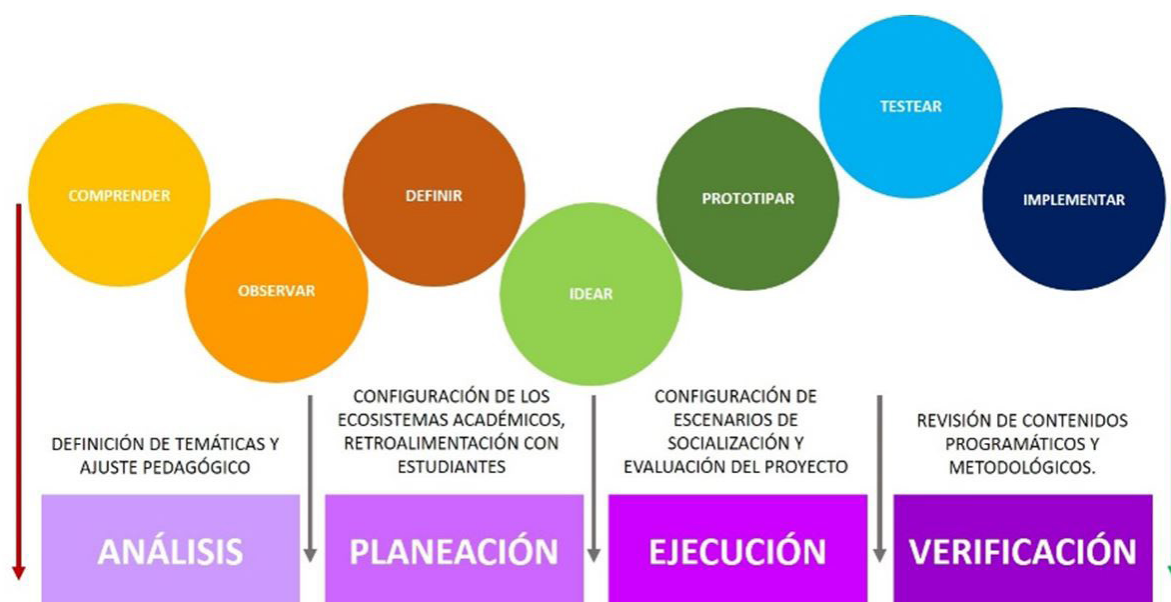 TESTEAR
COMPRENDER
DEFINIR
PROTOTIPAR
IMPLEMENTAR
OBSERVAR
IDEAR
DEFINICIÓN DE TEMÁTICAS Y
AJUSTE PEDAGÓGICO
CONFIGURACIÓN DE LOS
ECOSISTEMAS ACADÉMICOS,
RETROALIMENTACIÓN CON
ESTUDIANTES
CONFIGURACIÓN DE
ESCENARIOS DE
SOCIALIZACIÓN Y
EVALUACIÓN DEL PROYECTO
REVISIÓN DE CONTENIDOS
PROGRAMÁTICOS Y
METODOLÓGICOS.
ANÁLISIS
PLANEACIÓN
EJECUCIÓN
VERIFICACIÓN